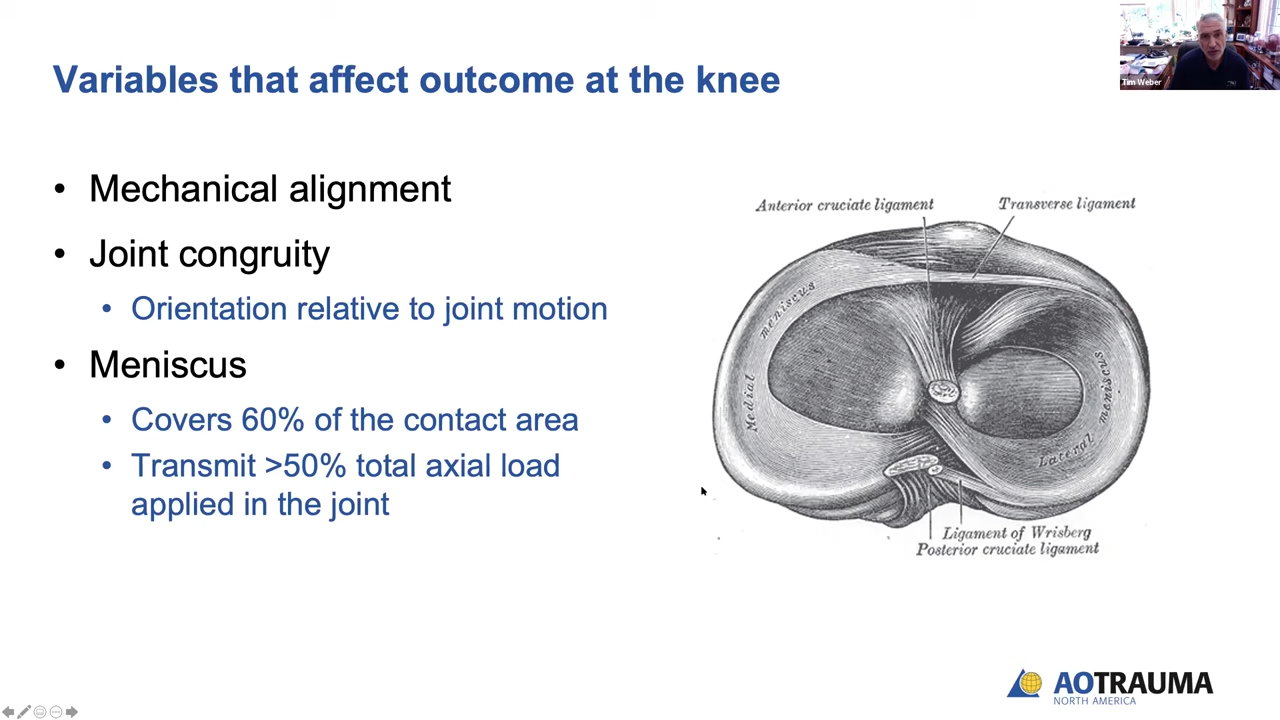 Tim Weber
Variables that affect outcome at the knee
• Mechanical alignment
• Joint congruity
• Orientation relative to joint motion
• Meniscus
• Covers 60% of the contact area
• Transmit >50% total axial load
applied in the joint
Anterior cruciate ligament
Transverse ligament
Medial meniscus
Lateral meniscus
Ligament of Wrisberg
Posterior cruciate ligament
AOTRAUMA
NORTH AMERICA